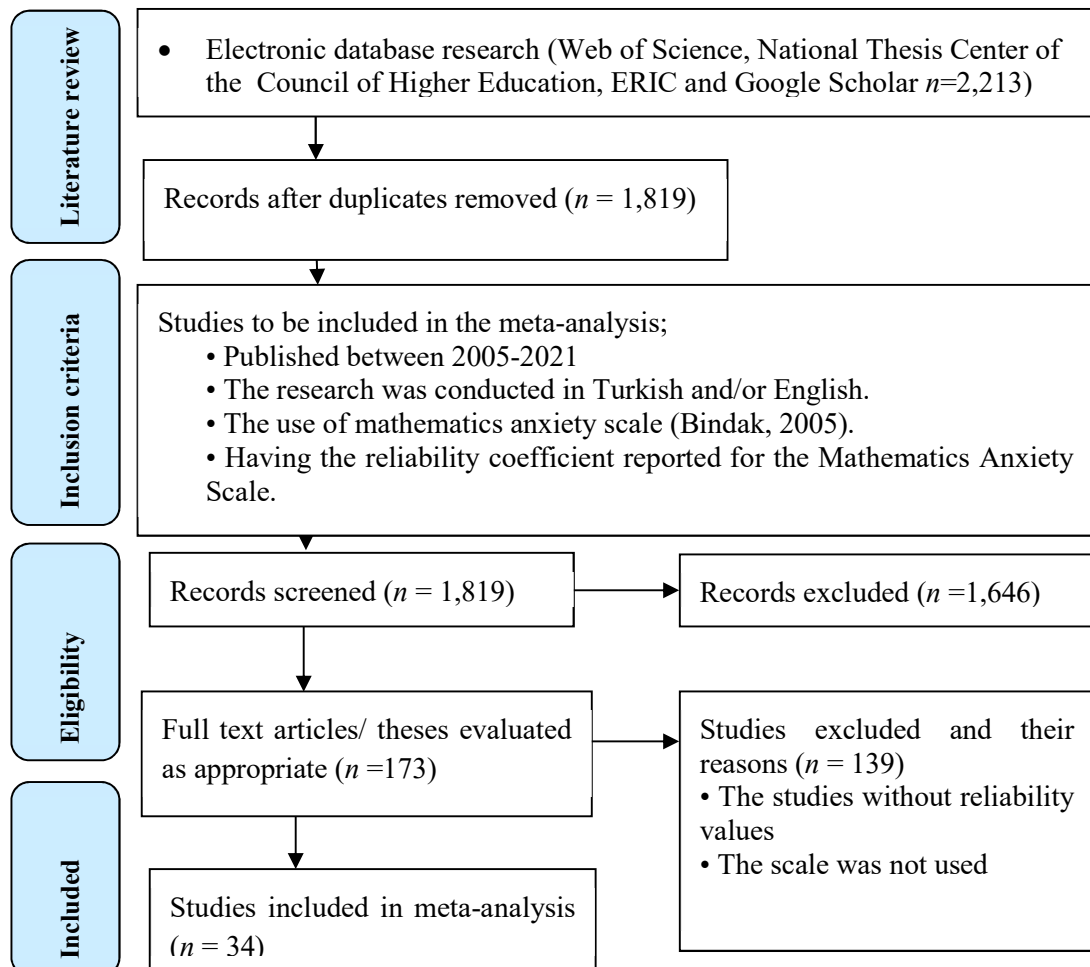 Literature review
• Electronic database research (Web of Science, National Thesis Center of
the Council of Higher Education, ERIC and Google Scholar n=2,213)
Records after duplicates removed (n = 1,819)
Inclusion criteria
Studies to be included in the meta-analysis;
• Published between 2005-2021
• The research was conducted in Turkish and/or English.
• The use of mathematics anxiety scale (Bindak, 2005).
• Having the reliability coefficient reported for the Mathematics Anxiety
Scale.
Eligibility
Records screened (n = 1,819)
Records excluded (n =1,646)
Full text articles/ theses evaluated
as appropriate (n =173)
Studies excluded and their
reasons (n = 139)
• The studies without reliability
values
• The scale was not used
Included
Studies included in meta-analysis
(n = 34)